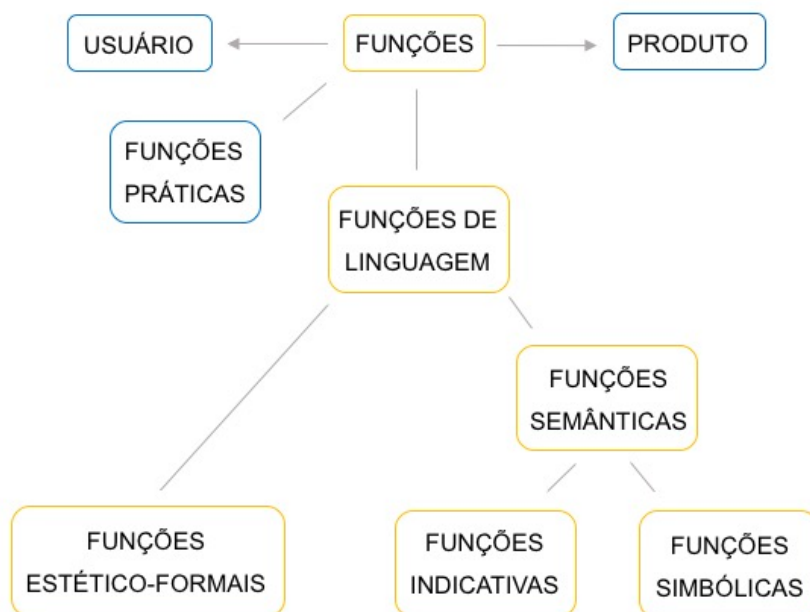 USUÁRIO
FUNÇÕES
PRODUTO
FUNÇÕES
PRÁTICAS
FUNÇÕES DE
LINGUAGEM
FUNÇÕES
SEMÂNTICAS
FUNÇÕES
ESTÉTICO-FORMAIS
FUNÇÕES
INDICATIVAS
FUNÇÕES
SIMBÓLICAS